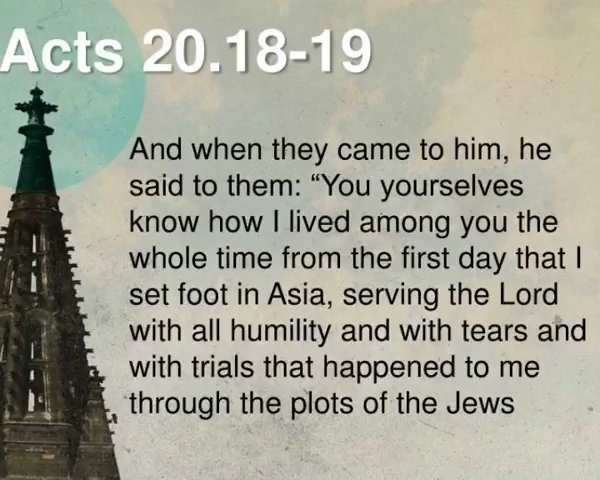 Acts 20.18-19
And when they came to him, he
said to them: “You yourselves
know how I lived among you the
whole time from the first day that I
set foot in Asia, serving the Lord
with all humility and with tears and
with trials that happened to me
through the plots of the Jews